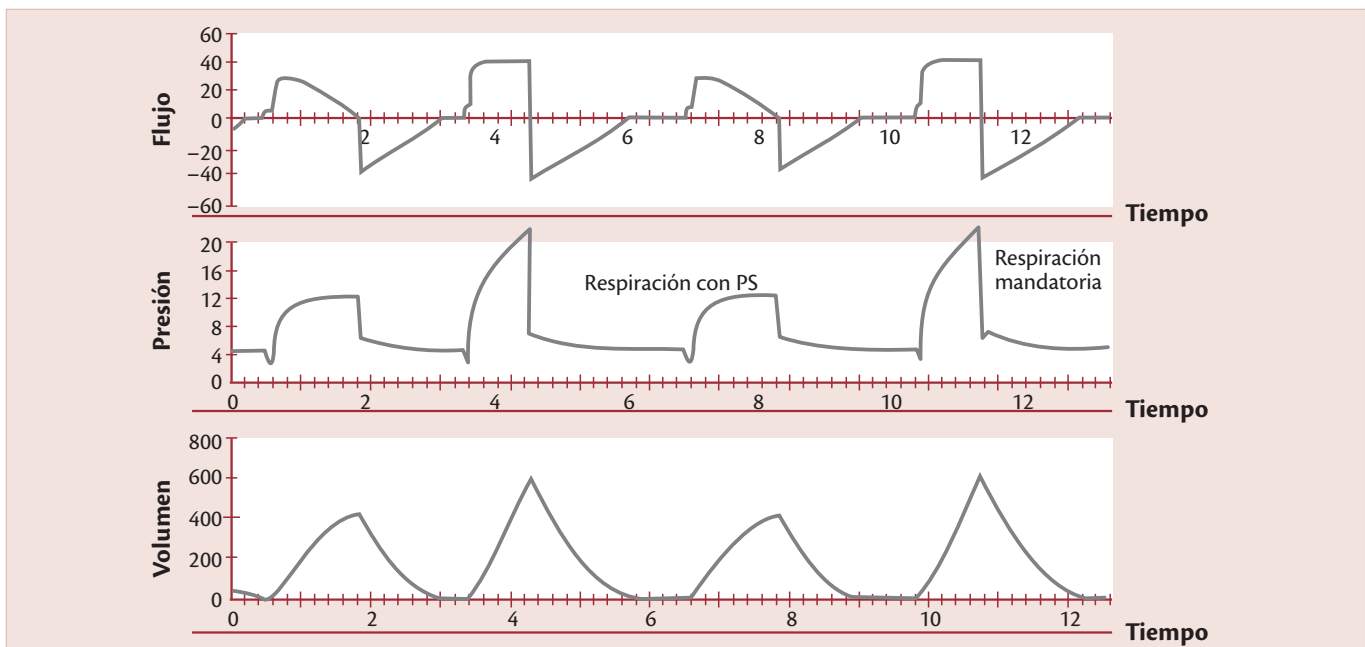 60
40
20
0
−20
−40
−60
Flujo
2 4 6 8 10 12
Tiempo
20
16
12
8
4
0
Presión
Respiración con PS
Respiración
mandatoria
0 2 4 6 8 10 12
Tiempo
800
600
400
200
0
Volumen
0 2 4 6 8 10 12
Tiempo